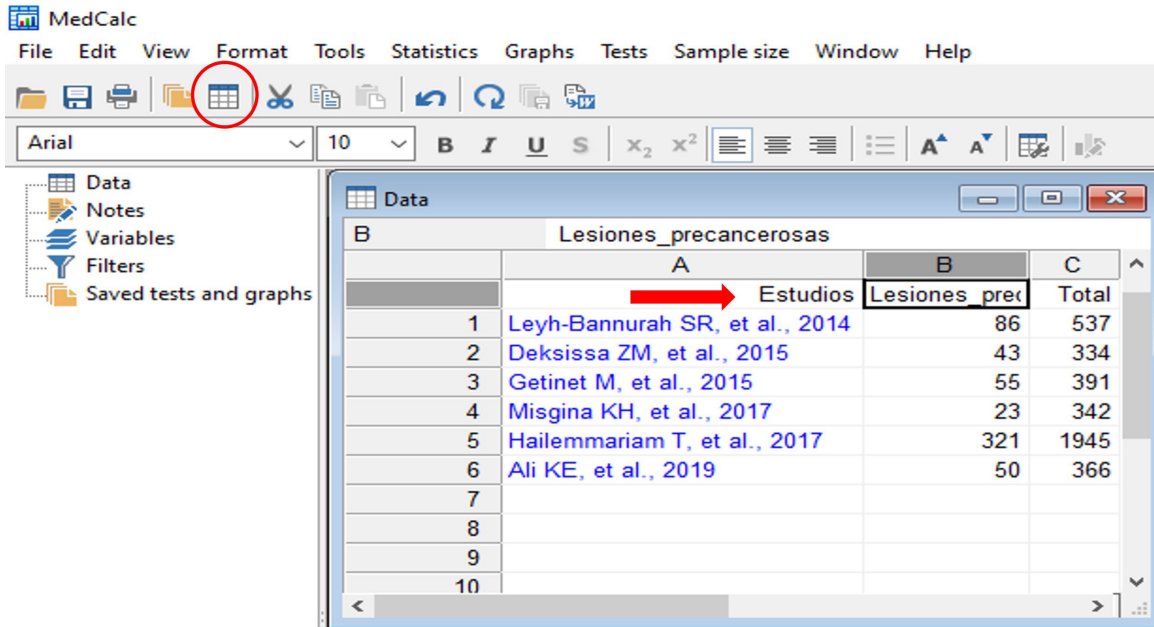 MedCalc
File Edit View Format Tools Statistics Graphs Tests Sample size Window Help
Arial 10 B I U S x₂ x² A A
Data
Notes
Variables
Filters
Saved tests and graphs
Data
B Lesiones_precancerosas
A B C
Estudios Lesiones_prec Total
1 Leyh-Bannurah SR, et al., 2014 86 537
2 Deksissa ZM, et al., 2015 43 334
3 Getinet M, et al., 2015 55 391
4 Misgina KH, et al., 2017 23 342
5 Hailemmariam T, et al., 2017 321 1945
6 Ali KE, et al., 2019 50 366
7
8
9
10